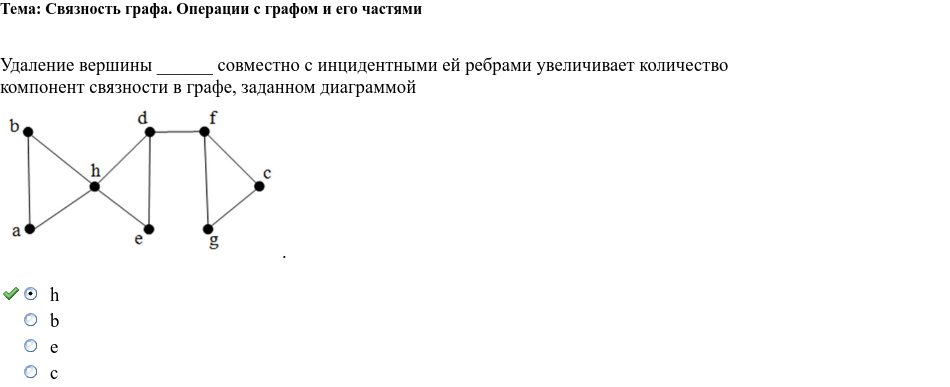 Тема: Связность графа. Операции с графом и его частями
Удаление вершины ______ совместно с инцидентными ей ребрами увеличивает количество
компонент связности в графе, заданном диаграммой
b
d
f
h
c
a
e
g
.
h
b
e
c